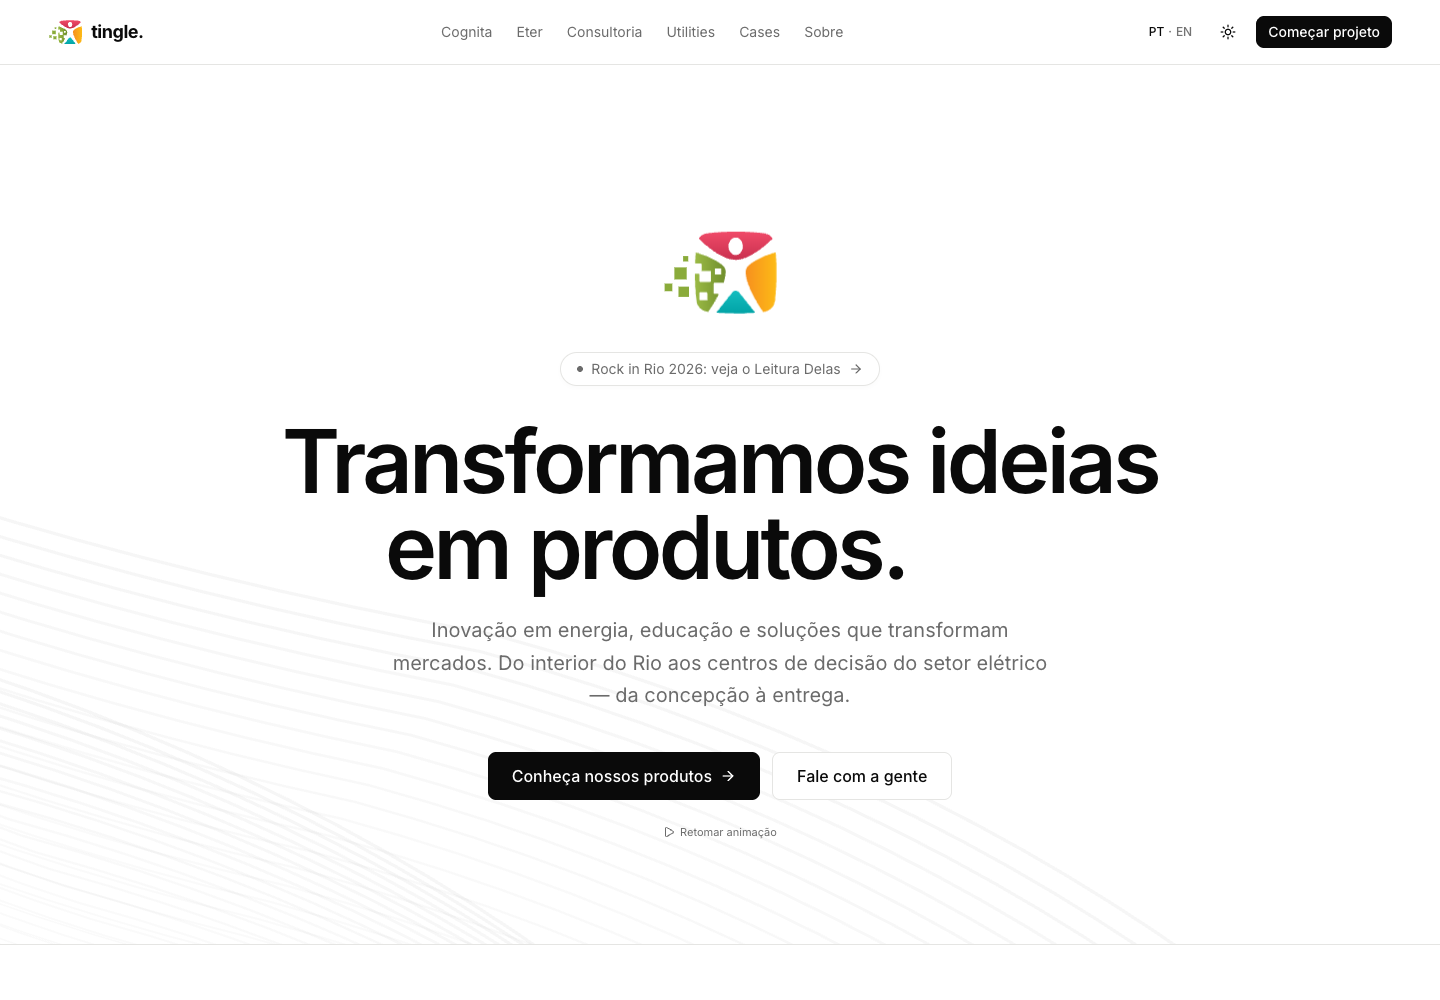 tingle.
Cognita
Eter
Consultoria
Utilities
Cases
Sobre
PT · EN
Começar projeto
Rock in Rio 2026: veja o Leitura Delas
Transformamos ideias
em produtos.
Inovação em energia, educação e soluções que transformam
mercados. Do interior do Rio aos centros de decisão do setor elétrico
— da concepção à entrega.
Conheça nossos produtos
Fale com a gente
Retomar animação